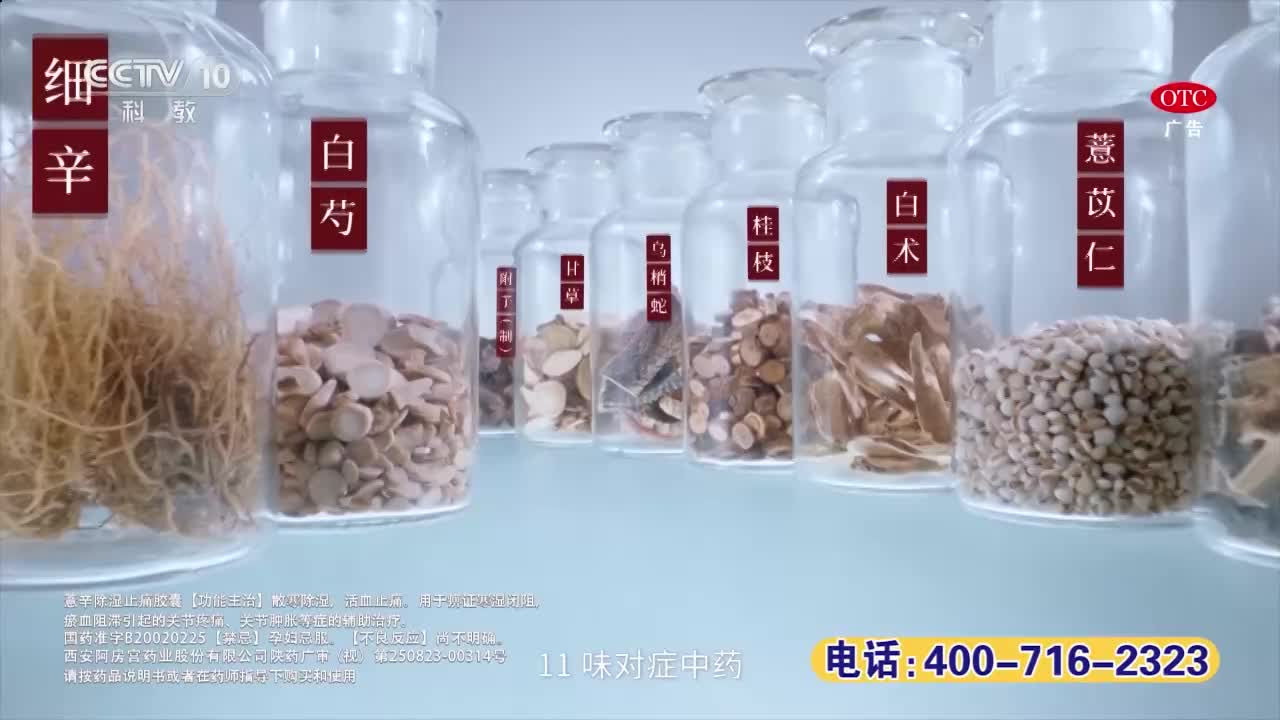 细辛
CCTV 10
科教
白芍
附子(制)
甘草
乌梢蛇
桂枝
白术
薏苡仁
OTC
广告
薏辛除湿止痛胶囊【功能主治】散寒除湿，活血止痛。用于痹证寒湿闭阻，
瘀血阻滞引起的关节疼痛、关节肿胀等症的辅助治疗。
国药准字B20020225【禁忌】孕妇忌服。【不良反应】尚不明确。
西安阿房宫药业股份有限公司陕药广审（视）第250823-00314号
请按药品说明书或者在药师指导下购买和使用
11 味对症中药
电话:400-716-2323